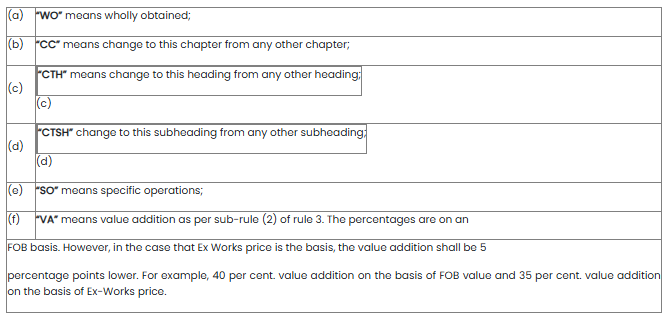 (a) "WO" means wholly obtained;
(b) "CC" means change to this chapter from any other chapter;
"CTH" means change to this heading from any other heading;
(c)
(c)
"CTSH" change to this subheading from any other subheading;
(d)
(d)
(e) "SO" means specific operations;
(f) "VA" means value addition as per sub-rule (2) of rule 3. The percentages are on an
FOB basis. However, in the case that Ex Works price is the basis, the value addition shall be 5
percentage points lower. For example, 40 per cent. value addition on the basis of FOB value and 35 per cent. value addition
on the basis of Ex-Works price.